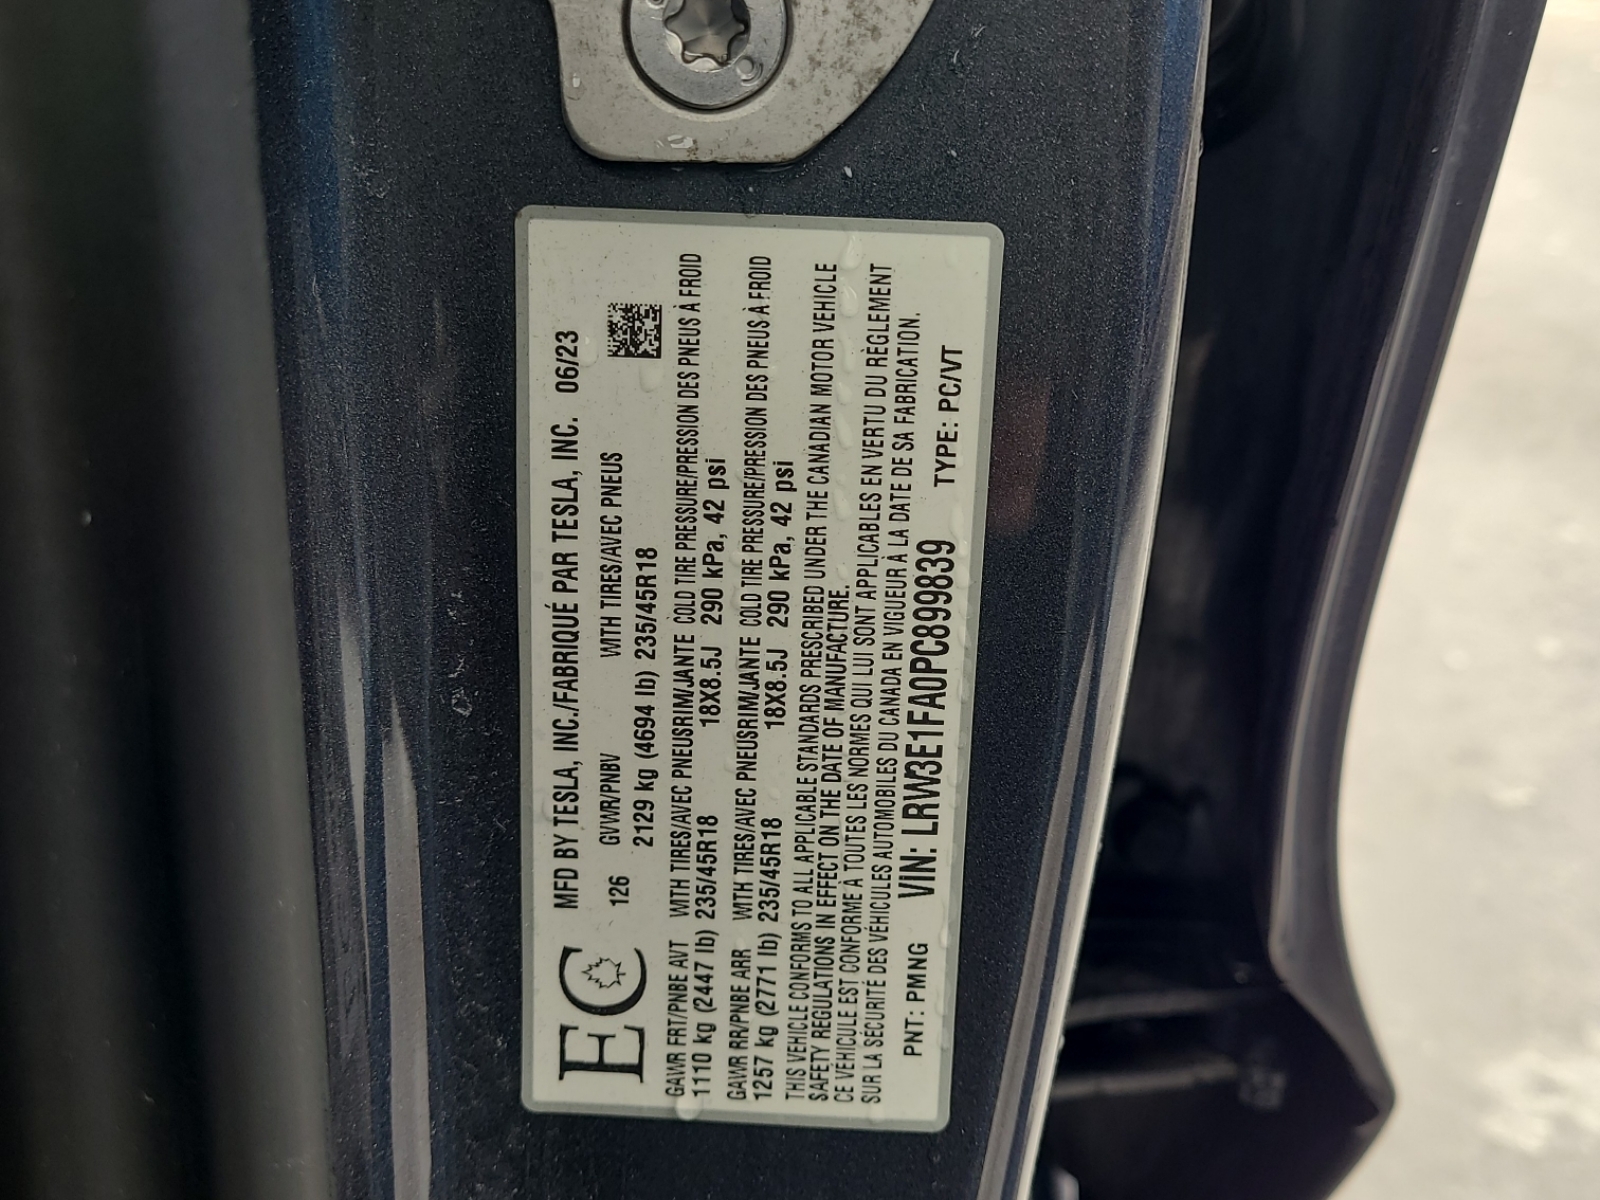 EC
MFD BY TESLA, INC./FABRIQUÉ PAR TESLA, INC. 06/23
126 GVWR/PNBV WITH TIRES/AVEC PNEUS
2129 kg (4694 lb) 235/45R18
GAWR FRT/PNBE AVT WITH TIRES/AVEC PNEUSRIM/JANTE COLD TIRE PRESSURE/PRESSION DES PNEUS À FROID
1110 kg (2447 lb) 235/45R18 18X8.5J 290 kPa, 42 psi
GAWR RR/PNBE ARR WITH TIRES/AVEC PNEUSRIM/JANTE COLD TIRE PRESSURE/PRESSION DES PNEUS À FROID
1257 kg (2771 lb) 235/45R18 18X8.5J 290 kPa, 42 psi
THIS VEHICLE CONFORMS TO ALL APPLICABLE STANDARDS PRESCRIBED UNDER THE CANADIAN MOTOR VEHICLE
SAFETY REGULATIONS IN EFFECT ON THE DATE OF MANUFACTURE.
CE VÉHICULE EST CONFORME À TOUTES LES NORMES QUI LUI SONT APPLICABLES EN VERTU DU RÈGLEMENT
SUR LA SÉCURITÉ DES VÉHICULES AUTOMOBILES DU CANADA EN VIGUEUR À LA DATE DE SA FABRICATION.
PNT: PMNG VIN: LRW3E1FA0PC899839 TYPE: PC/VT